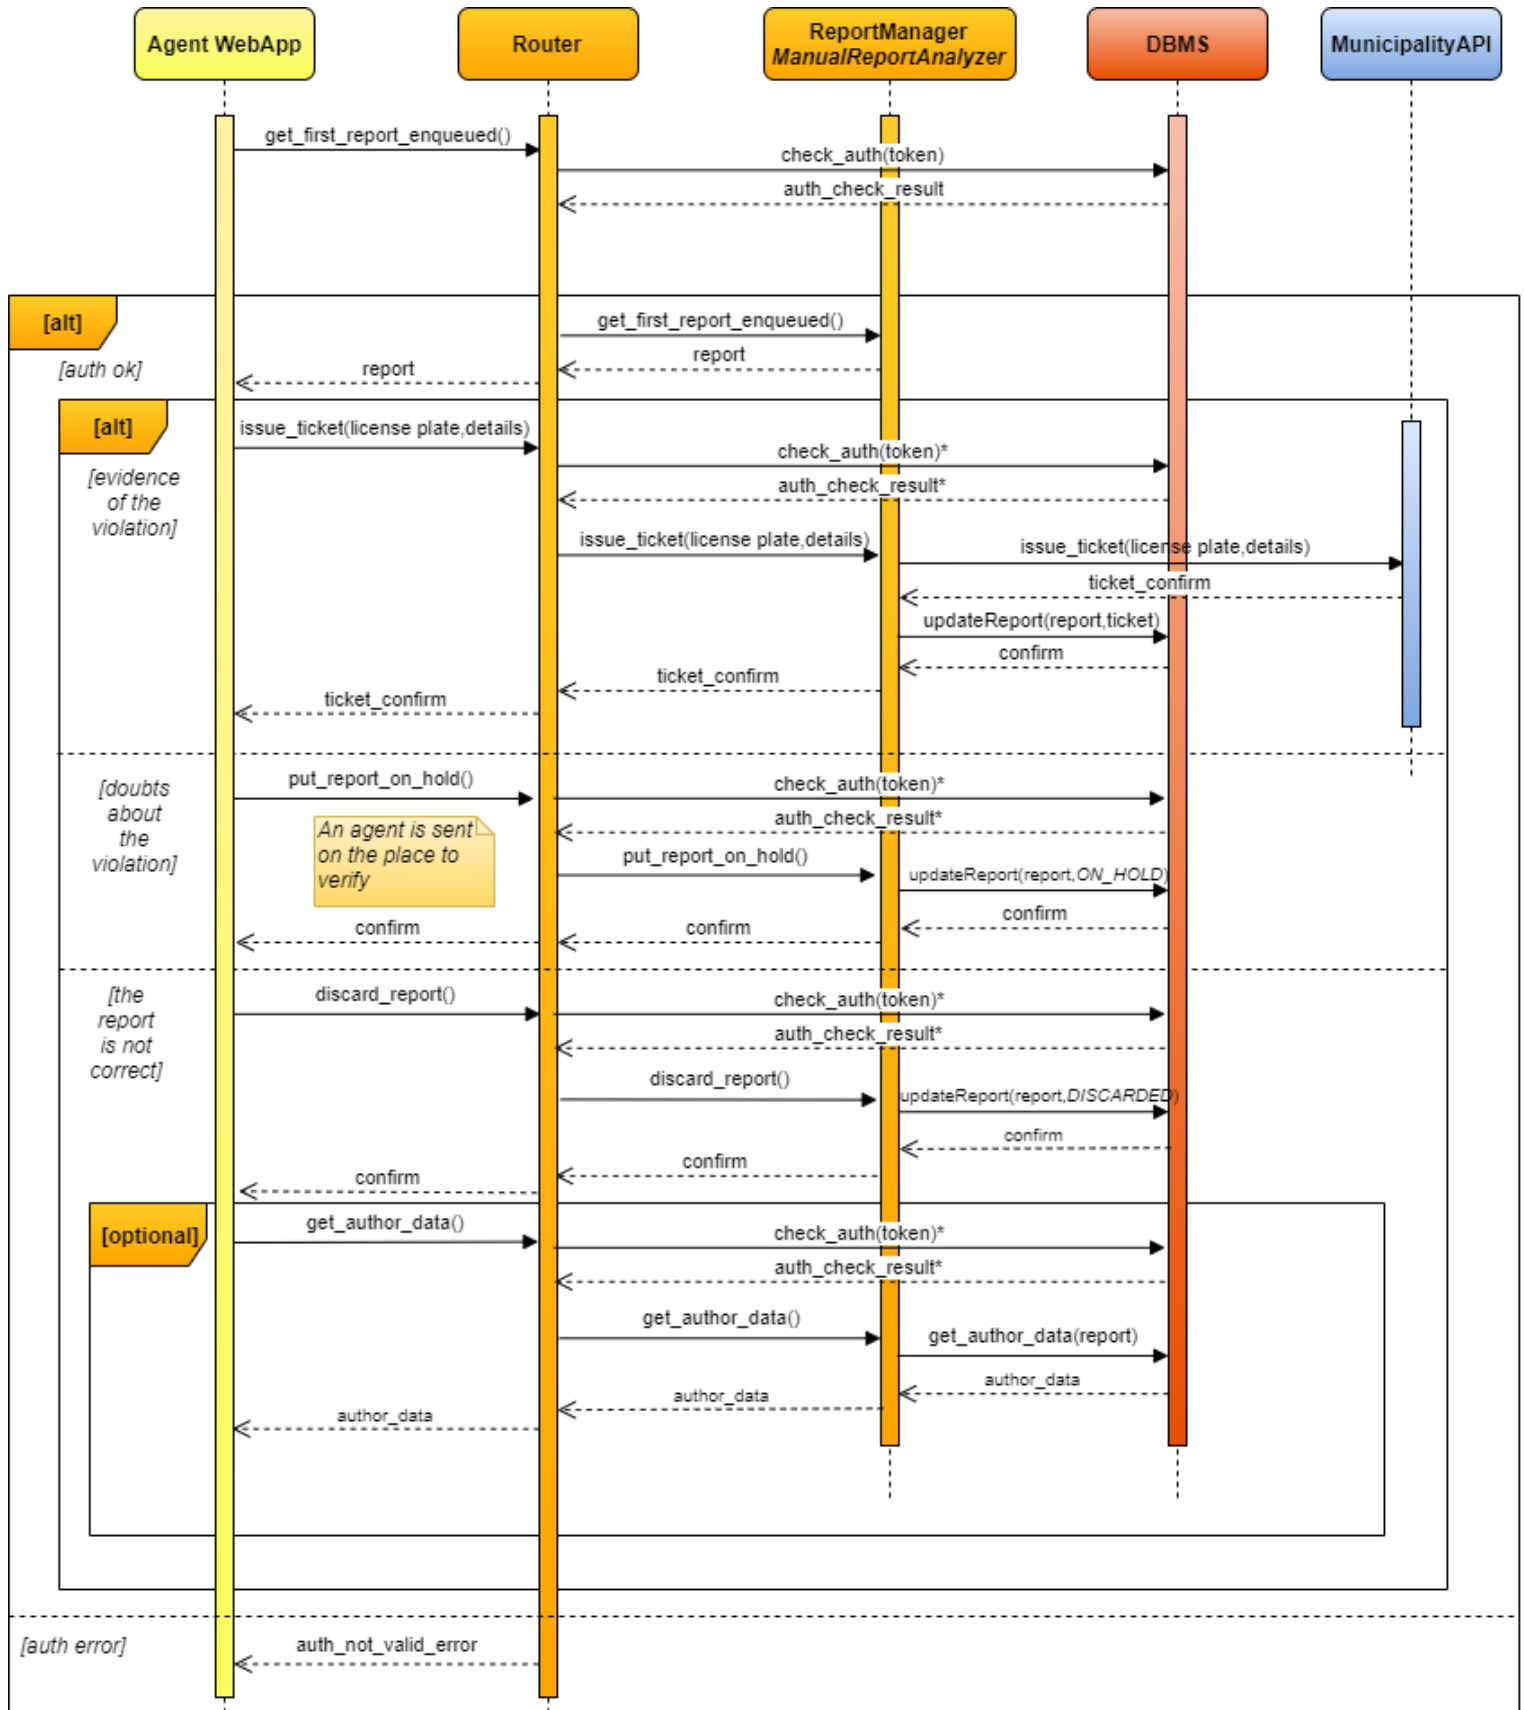 Agent WebApp
Router
ReportManager
ManualReportAnalyzer
DBMS
MunicipalityAPI
get_first_report_enqueued()
check_auth(token)
auth_check_result
[alt]
[auth ok]
get_first_report_enqueued()
report
report
[alt]
[evidence
of the
violation]
issue_ticket(license plate,details)
check_auth(token)*
auth_check_result*
issue_ticket(license plate,details)
issue_ticket(license plate,details)
ticket_confirm
updateReport(report,ticket)
confirm
ticket_confirm
ticket_confirm
[doubts
about
the
violation]
put_report_on_hold()
check_auth(token)*
auth_check_result*
An agent is sent
on the place to
verify
put_report_on_hold()
updateReport(report,ON_HOLD)
confirm
confirm
confirm
[the
report
is not
correct]
discard_report()
check_auth(token)*
auth_check_result*
discard_report()
updateReport(report,DISCARDED)
confirm
confirm
confirm
[optional]
get_author_data()
check_auth(token)*
auth_check_result*
get_author_data()
get_author_data(report)
author_data
author_data
author_data
[auth error]
auth_not_valid_error